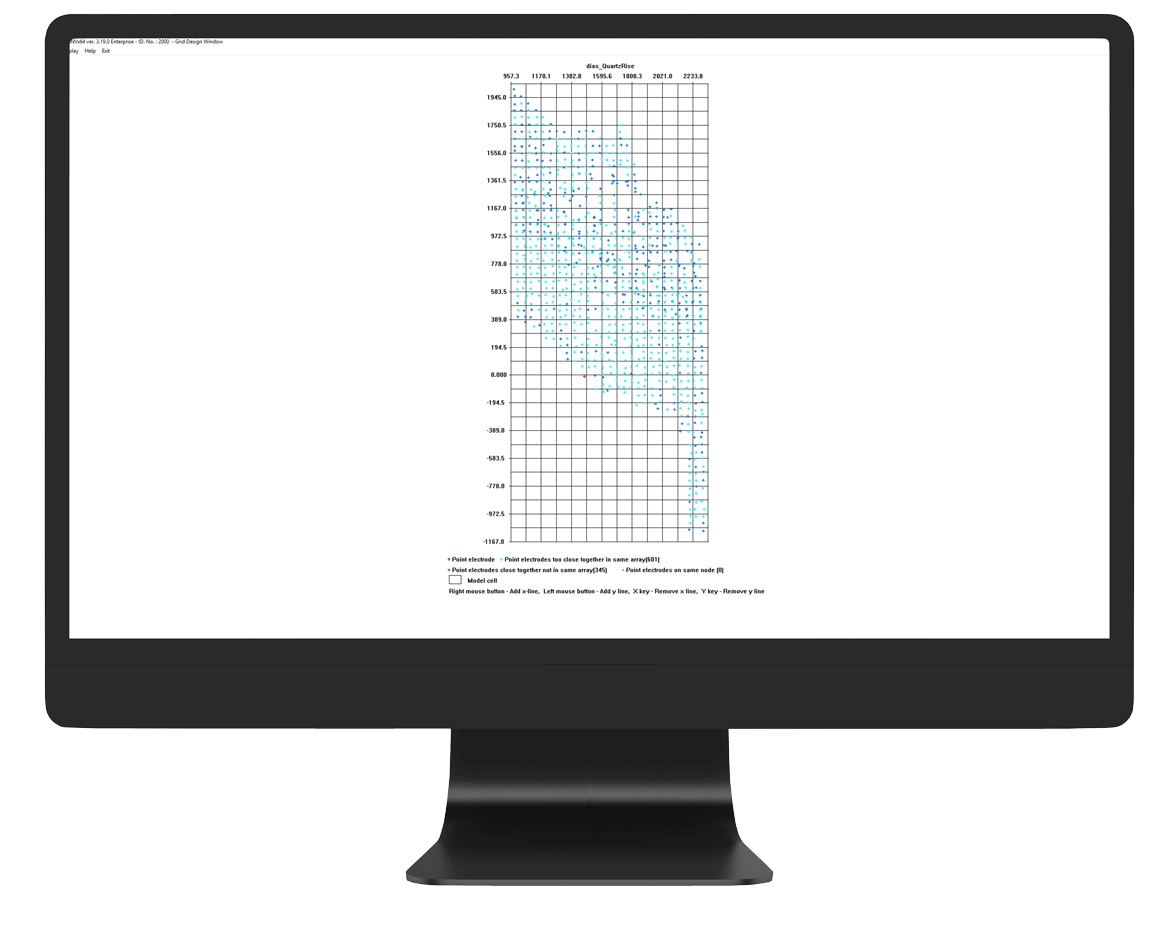 ver. 3.19.0 Enterprise - ID. No. : 2000 - Grid Design Window
Help Exit
dias_QuartzRise
957.3 1170.1 1382.8 1595.6 1808.3 2021.0 2233.8
1945.0
1750.5
1556.0
1361.5
1167.0
972.5
778.0
583.5
389.0
194.5
0.000
-194.5
-389.0
-583.5
-778.0
-972.5
-1167.0
Point electrode Point electrodes too close together in same array(601)
Point electrodes close together not in same array(345) Point electrodes on same node (0)
Model cell
Right mouse button - Add x-line, Left mouse button - Add y line, X key - Remove x line, Y key - Remove y line